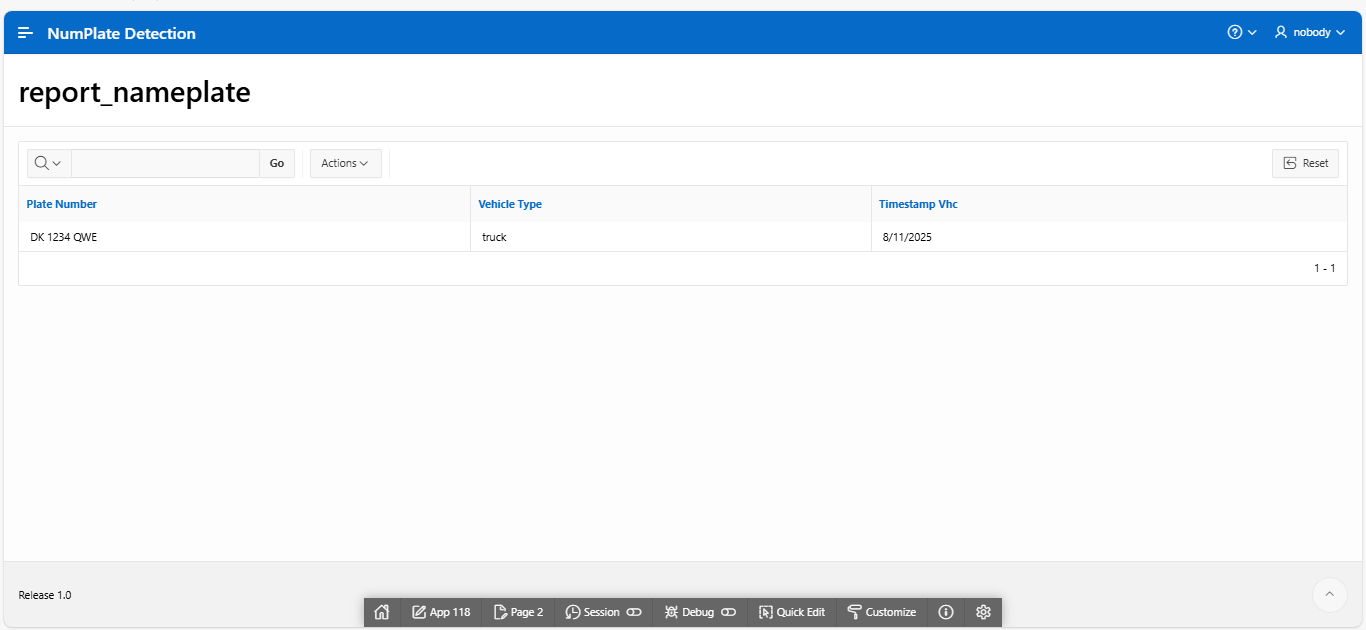 NumPlate Detection
nobody
report_nameplate
Go
Actions
Reset
Plate Number
Vehicle Type
Timestamp Vhc
DK 1234 QWE
truck
8/11/2025
1 - 1
Release 1.0
App 118
Page 2
Session
Debug
Quick Edit
Customize